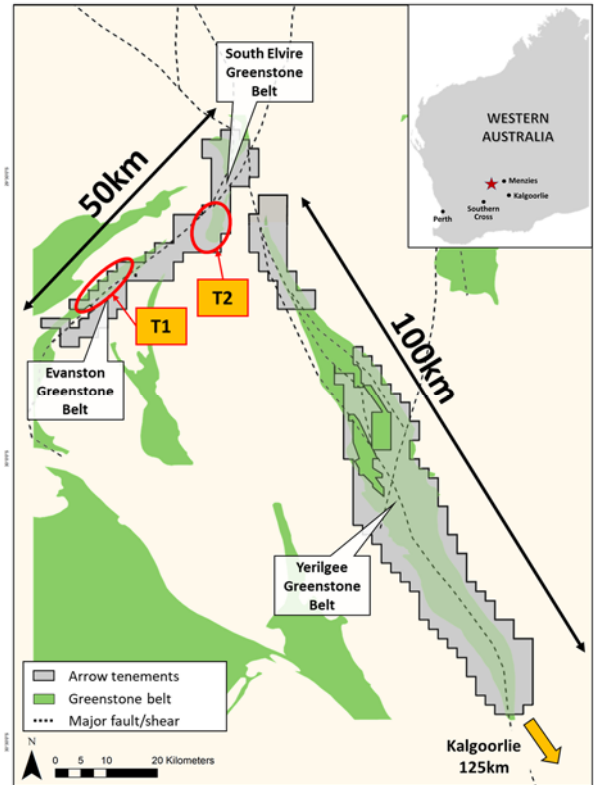 South Elvire
Greenstone
Belt
WESTERN
AUSTRALIA
Menzies
Kalgoorlie
Southern
Cross
Perth
50km
T2
T1
100km
Evanston
Greenstone
Belt
Yerilgee
Greenstone
Belt
Arrow tenements
Greenstone belt
Major fault/shear
N
0 5 10 20 Kilometers
Kalgoorlie
125km